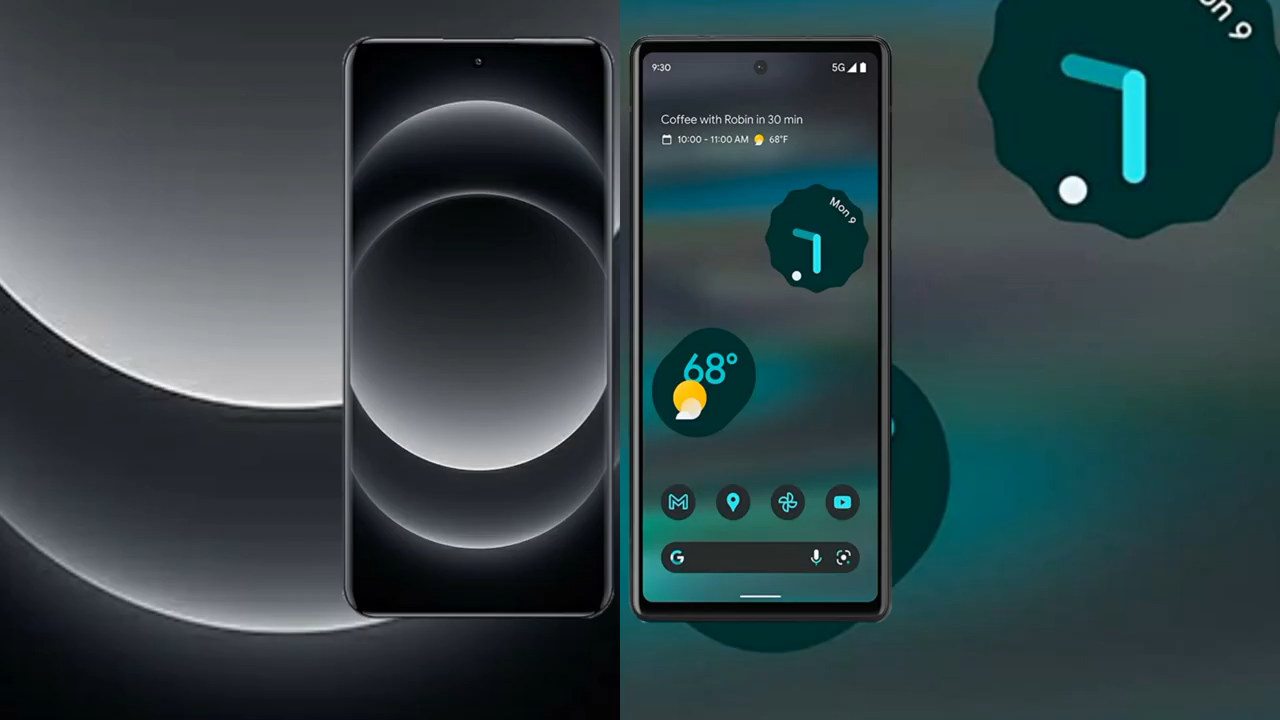 9:30
5G
Coffee with Robin in 30 min
10:00 - 11:00 AM 68°F
Mon 9
68°
G
on 9